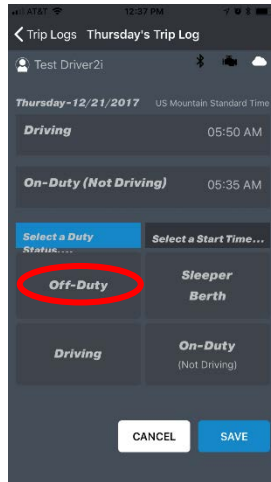 AT&T 12:37 PM
Trip Logs Thursday's Trip Log
Test Driver2i
Thursday-12/21/2017 US Mountain Standard Time
Driving 05:50 AM
On-Duty (Not Driving) 05:35 AM
Select a Duty Select a Start Time...
Status....
Off-Duty
Sleeper
Berth
Driving
On-Duty
(Not Driving)
CANCEL SAVE